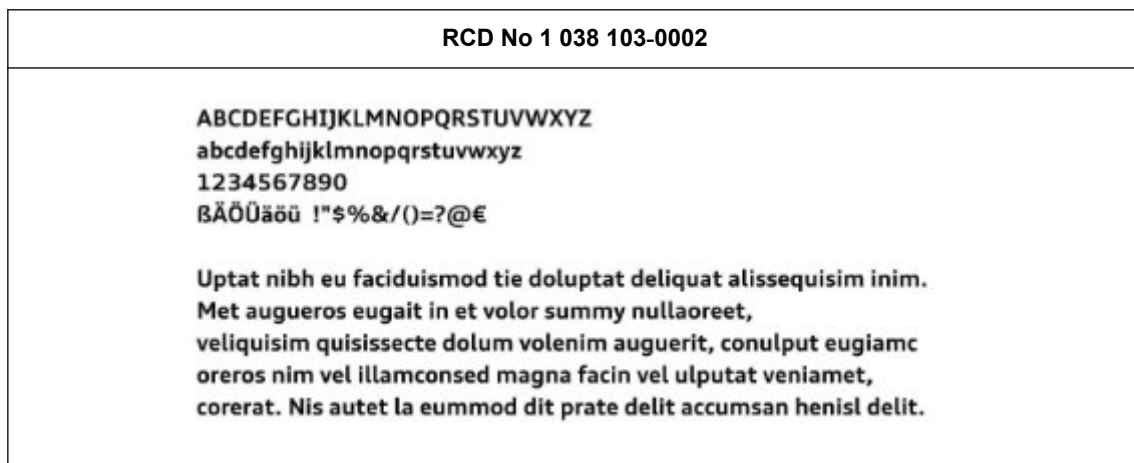 RCD No 1 038 103-0002
ABCDEFGHIJKLMNOPQRSTUVWXYZ
abcdefghijklmnopqrstuvwxyz
1234567890
ßÄÖÜäöü !"$%&/()=?@€
Uptat nibh eu faciduismod tie doluptat deliquat alissequisim inim.
Met augueros eugait in et volor summy nullaoreet,
veliquisim quisissecte dolum volenim auguerit, conulput eugiamc
oreros nim vel illamconsed magna facin vel ulputat veniamet,
corerat. Nis autet la eummod dit prate delit accumsan henisl delit.